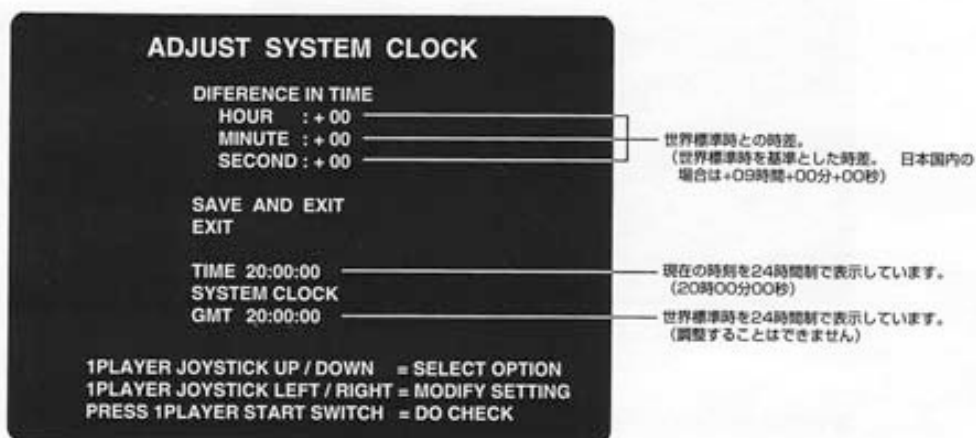 ADJUST SYSTEM CLOCK
DIFERENCE IN TIME
HOUR : + 00
MINUTE : + 00
SECOND : + 00
世界標準時との時差。
(世界標準時を基準とした時差。 日本国内の
場合は+09時間+00分+00秒)
SAVE AND EXIT
EXIT
TIME 20:00:00
現在の時刻を24時間制で表示しています。
(20時00分00秒)
SYSTEM CLOCK
GMT 20:00:00
世界標準時を24時間制で表示しています。
(調整することはできません)
1PLAYER JOYSTICK UP / DOWN = SELECT OPTION
1PLAYER JOYSTICK LEFT / RIGHT = MODIFY SETTING
PRESS 1PLAYER START SWITCH = DO CHECK